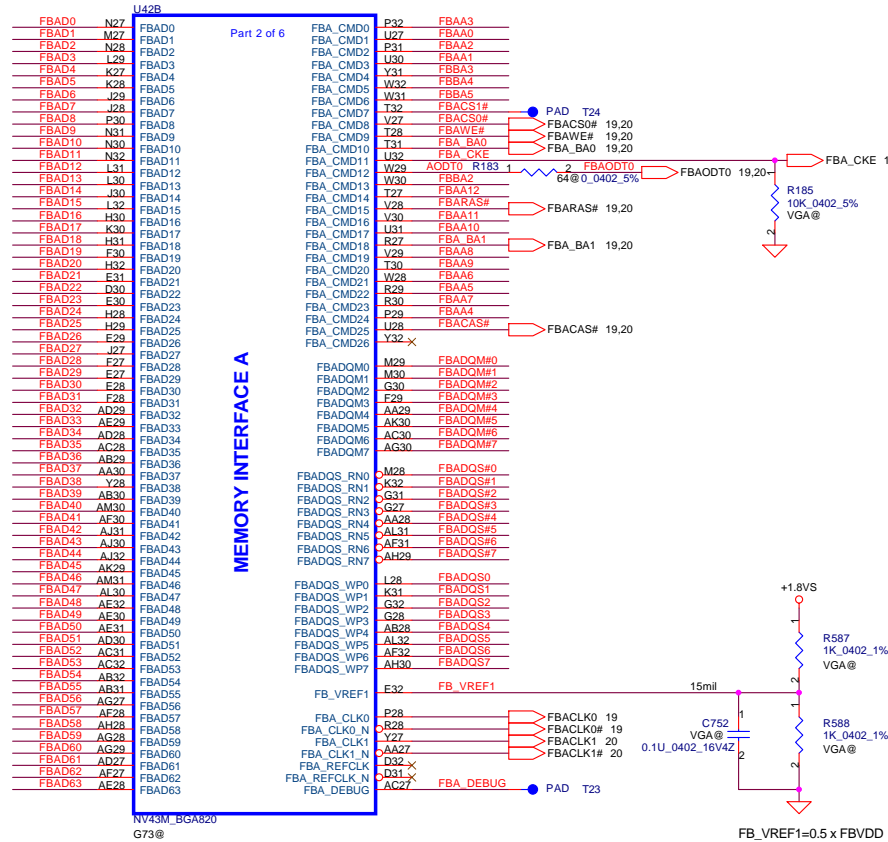 U42B
Part 2 of 6
MEMORY INTERFACE A
FBAD0 N27 FBAD0
FBAD1 M27 FBAD1
FBAD2 N28 FBAD2
FBAD3 L29 FBAD3
FBAD4 K27 FBAD4
FBAD5 K28 FBAD5
FBAD6 J29 FBAD6
FBAD7 J28 FBAD7
FBAD8 P30 FBAD8
FBAD9 N31 FBAD9
FBAD10 N30 FBAD10
FBAD11 N32 FBAD11
FBAD12 L31 FBAD12
FBAD13 L30 FBAD13
FBAD14 J30 FBAD14
FBAD15 L32 FBAD15
FBAD16 H30 FBAD16
FBAD17 K30 FBAD17
FBAD18 H31 FBAD18
FBAD19 F30 FBAD19
FBAD20 H32 FBAD20
FBAD21 E31 FBAD21
FBAD22 D30 FBAD22
FBAD23 E30 FBAD23
FBAD24 H28 FBAD24
FBAD25 H29 FBAD25
FBAD26 E29 FBAD26
FBAD27 J27 FBAD27
FBAD28 F27 FBAD28
FBAD29 E27 FBAD29
FBAD30 E28 FBAD30
FBAD31 F28 FBAD31
FBAD32 AD29 FBAD32
FBAD33 AE29 FBAD33
FBAD34 AD28 FBAD34
FBAD35 AC28 FBAD35
FBAD36 AB29 FBAD36
FBAD37 AA30 FBAD37
FBAD38 Y28 FBAD38
FBAD39 AB30 FBAD39
FBAD40 AM30 FBAD40
FBAD41 AF30 FBAD41
FBAD42 AJ31 FBAD42
FBAD43 AJ30 FBAD43
FBAD44 AJ32 FBAD44
FBAD45 AK29 FBAD45
FBAD46 AM31 FBAD46
FBAD47 AL30 FBAD47
FBAD48 AE32 FBAD48
FBAD49 AE30 FBAD49
FBAD50 AE31 FBAD50
FBAD51 AD30 FBAD51
FBAD52 AC31 FBAD52
FBAD53 AC32 FBAD53
FBAD54 AB32 FBAD54
FBAD55 AB31 FBAD55
FBAD56 AG27 FBAD56
FBAD57 AF28 FBAD57
FBAD58 AH28 FBAD58
FBAD59 AG28 FBAD59
FBAD60 AG29 FBAD60
FBAD61 AD27 FBAD61
FBAD62 AF27 FBAD62
FBAD63 AE28 FBAD63
FBA_CMD0 P32 FBAA3
FBA_CMD1 U27 FBAA0
FBA_CMD2 P31 FBAA2
FBA_CMD3 U30 FBAA1
FBA_CMD4 Y31 FBBA3
FBA_CMD5 W32 FBBA4
FBA_CMD6 W31 FBBA5
FBA_CMD7 T32 FBACS1# PAD T24
FBA_CMD8 V27 FBACS0# FBACS0# 19,20
FBA_CMD9 T28 FBAWE# FBAWE# 19,20
FBA_CMD10 T31 FBA_BA0 FBA_BA0 19,20
FBA_CMD11 U32 FBA_CKE FBA_CKE 1
FBA_CMD12 W29 AODT0 R183 1 2 64@ 0_0402_5% FBAODT0 FBAODT0 19,20
FBA_CMD13 W30 FBBA2
FBA_CMD14 T27 FBAA12
FBA_CMD15 V28 FBARAS# FBARAS# 19,20
FBA_CMD16 V30 FBAA11
FBA_CMD17 U31 FBAA10
FBA_CMD18 R27 FBA_BA1 FBA_BA1 19,20
FBA_CMD19 V29 FBAA8
FBA_CMD20 T30 FBAA9
FBA_CMD21 W28 FBAA6
FBA_CMD22 R29 FBAA5
FBA_CMD23 R30 FBAA7
FBA_CMD24 P29 FBAA4
FBA_CMD25 U28 FBACAS# FBACAS# 19,20
FBA_CMD26 Y32
1
R185
10K_0402_5%
VGA@
2
FBADQM0 M29 FBADQM#0
FBADQM1 M30 FBADQM#1
FBADQM2 G30 FBADQM#2
FBADQM3 F29 FBADQM#3
FBADQM4 AA29 FBADQM#4
FBADQM5 AK30 FBADQM#5
FBADQM6 AC30 FBADQM#6
FBADQM7 AG30 FBADQM#7
FBADQS_RN0 M28 FBADQS#0
FBADQS_RN1 K32 FBADQS#1
FBADQS_RN2 G31 FBADQS#2
FBADQS_RN3 G27 FBADQS#3
FBADQS_RN4 AA28 FBADQS#4
FBADQS_RN5 AL31 FBADQS#5
FBADQS_RN6 AF31 FBADQS#6
FBADQS_RN7 AH29 FBADQS#7
FBADQS_WP0 L28 FBADQS0
FBADQS_WP1 K31 FBADQS1
FBADQS_WP2 G32 FBADQS2
FBADQS_WP3 G28 FBADQS3
FBADQS_WP4 AB28 FBADQS4
FBADQS_WP5 AL32 FBADQS5
FBADQS_WP6 AF32 FBADQS6
FBADQS_WP7 AH30 FBADQS7
FB_VREF1 E32 FB_VREF1 15mil
FBA_CLK0 P28 FBACLK0 19
FBA_CLK0_N R28 FBACLK0# 19
FBA_CLK1 Y27 FBACLK1 20
FBA_CLK1_N AA27 FBACLK1# 20
FBA_REFCLK D32
FBA_REFCLK_N D31
FBA_DEBUG AC27 FBA_DEBUG PAD T23
+1.8VS
1
R587
1K_0402_1%
VGA@
2
1
C752
VGA@
0.1U_0402_16V4Z
2
1
R588
1K_0402_1%
VGA@
2
NV43M_BGA820
G73@
FB_VREF1=0.5 x FBVDD